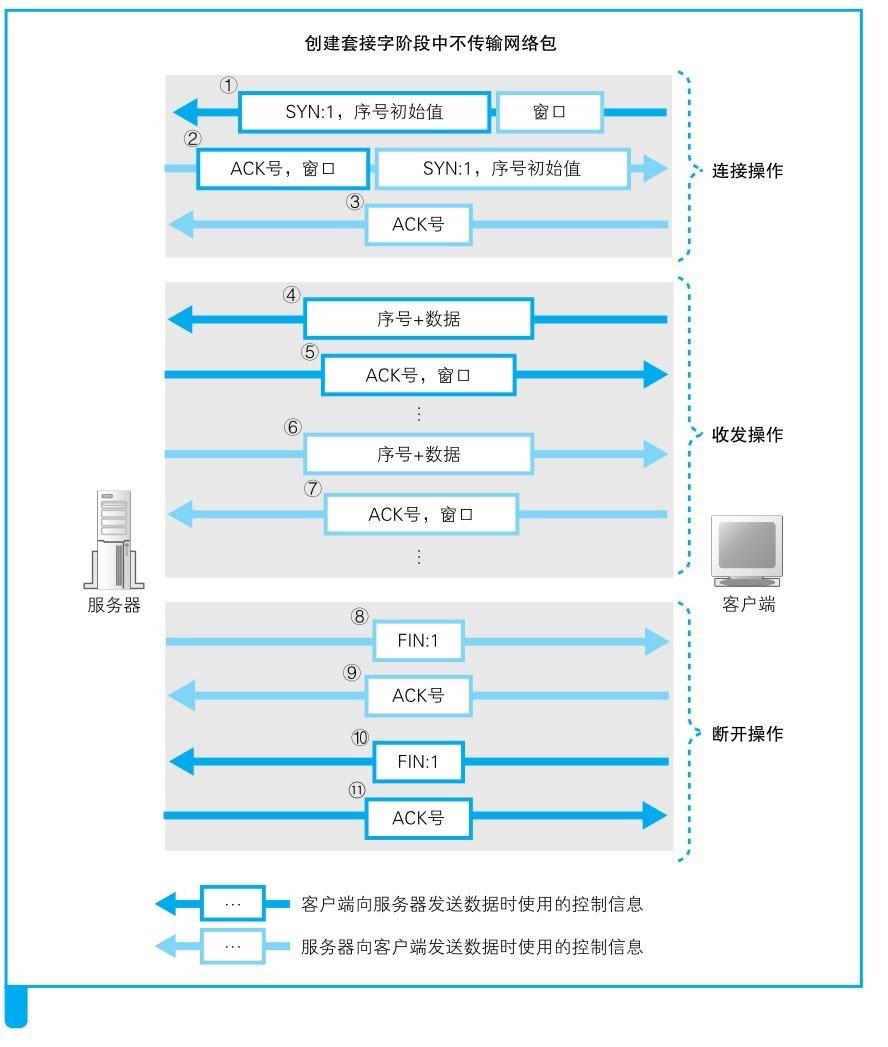 创建套接字阶段中不传输网络包
①
SYN:1，序号初始值
窗口
②
ACK号，窗口
SYN:1，序号初始值
③
ACK号
连接操作
④
序号+数据
⑤
ACK号，窗口
⋮
⑥
序号+数据
⑦
ACK号，窗口
⋮
收发操作
服务器
客户端
⑧
FIN:1
⑨
ACK号
⑩
FIN:1
⑪
ACK号
断开操作
… 客户端向服务器发送数据时使用的控制信息
… 服务器向客户端发送数据时使用的控制信息